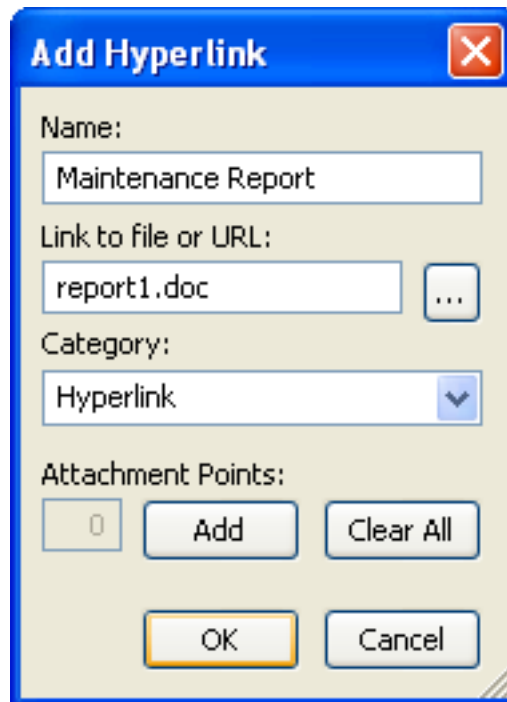 Add Hyperlink
Name:
Maintenance Report
Link to file or URL:
report1.doc
...
Category:
Hyperlink
Attachment Points:
0 Add Clear All
OK Cancel